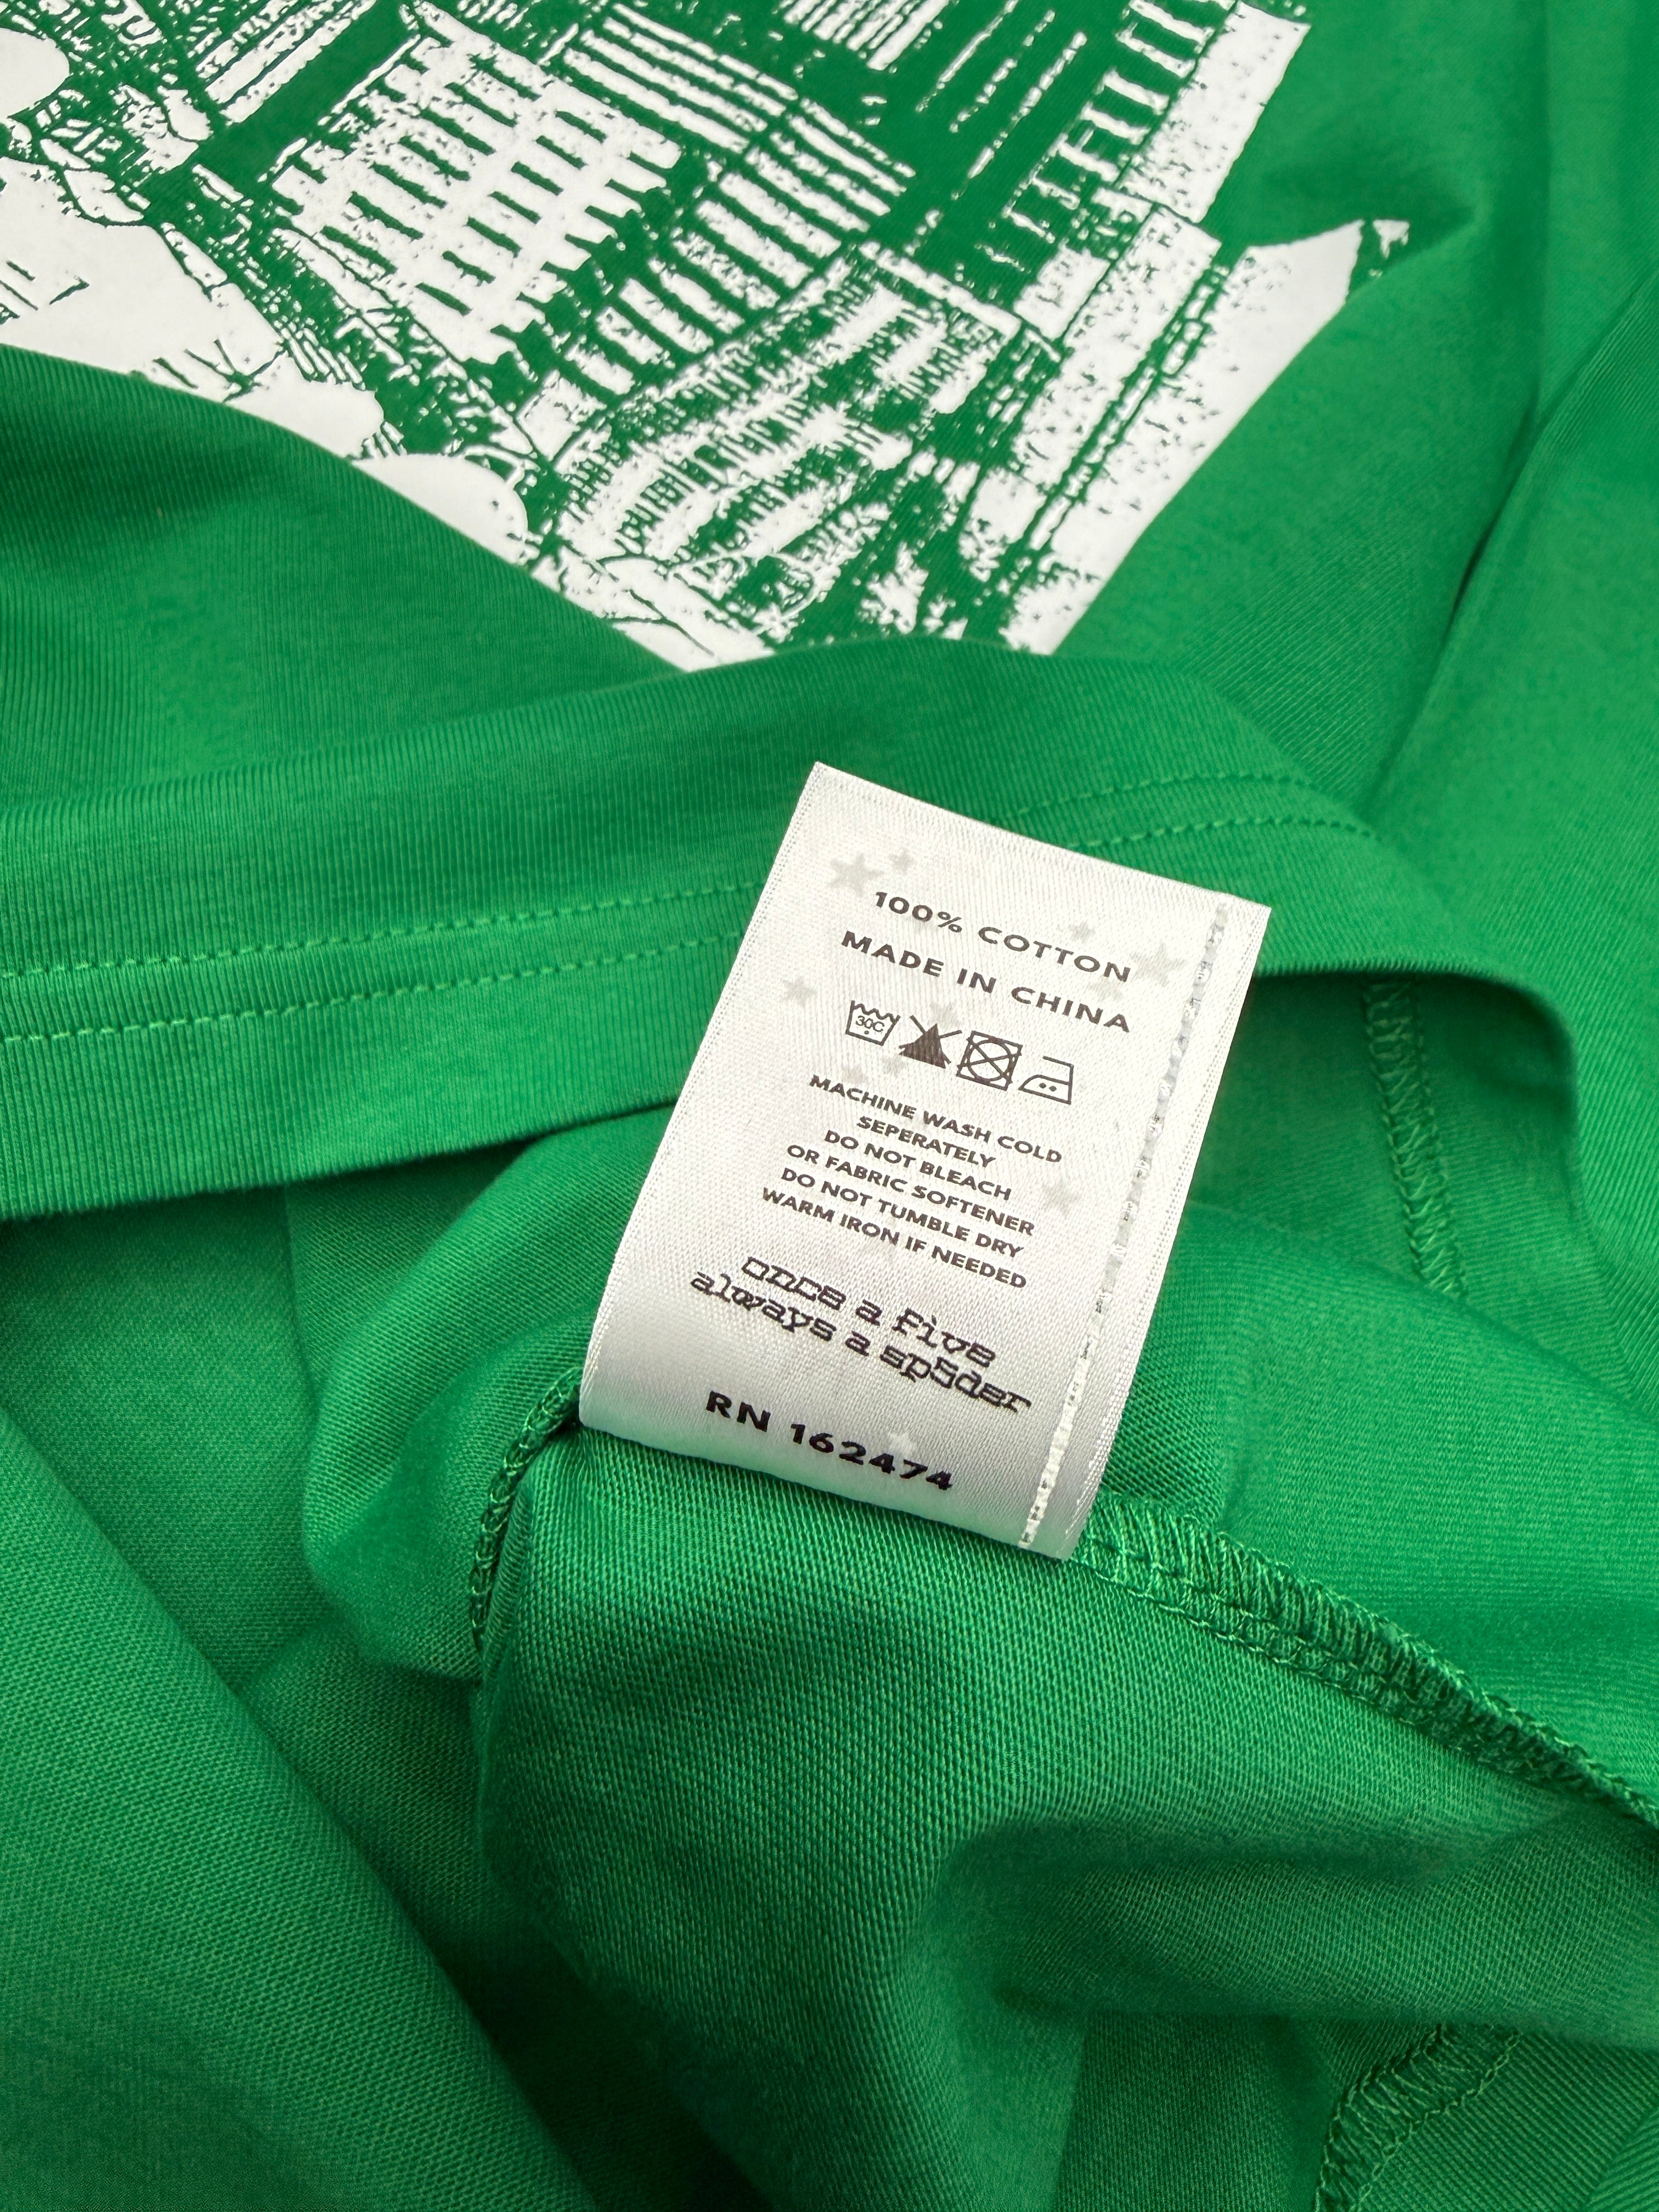 100% COTTON
MADE IN CHINA
30C
MACHINE WASH COLD
SEPERATELY
DO NOT BLEACH
OR FABRIC SOFTENER
DO NOT TUMBLE DRY
WARM IRON IF NEEDED
once a five
always a sp5der
RN 162474